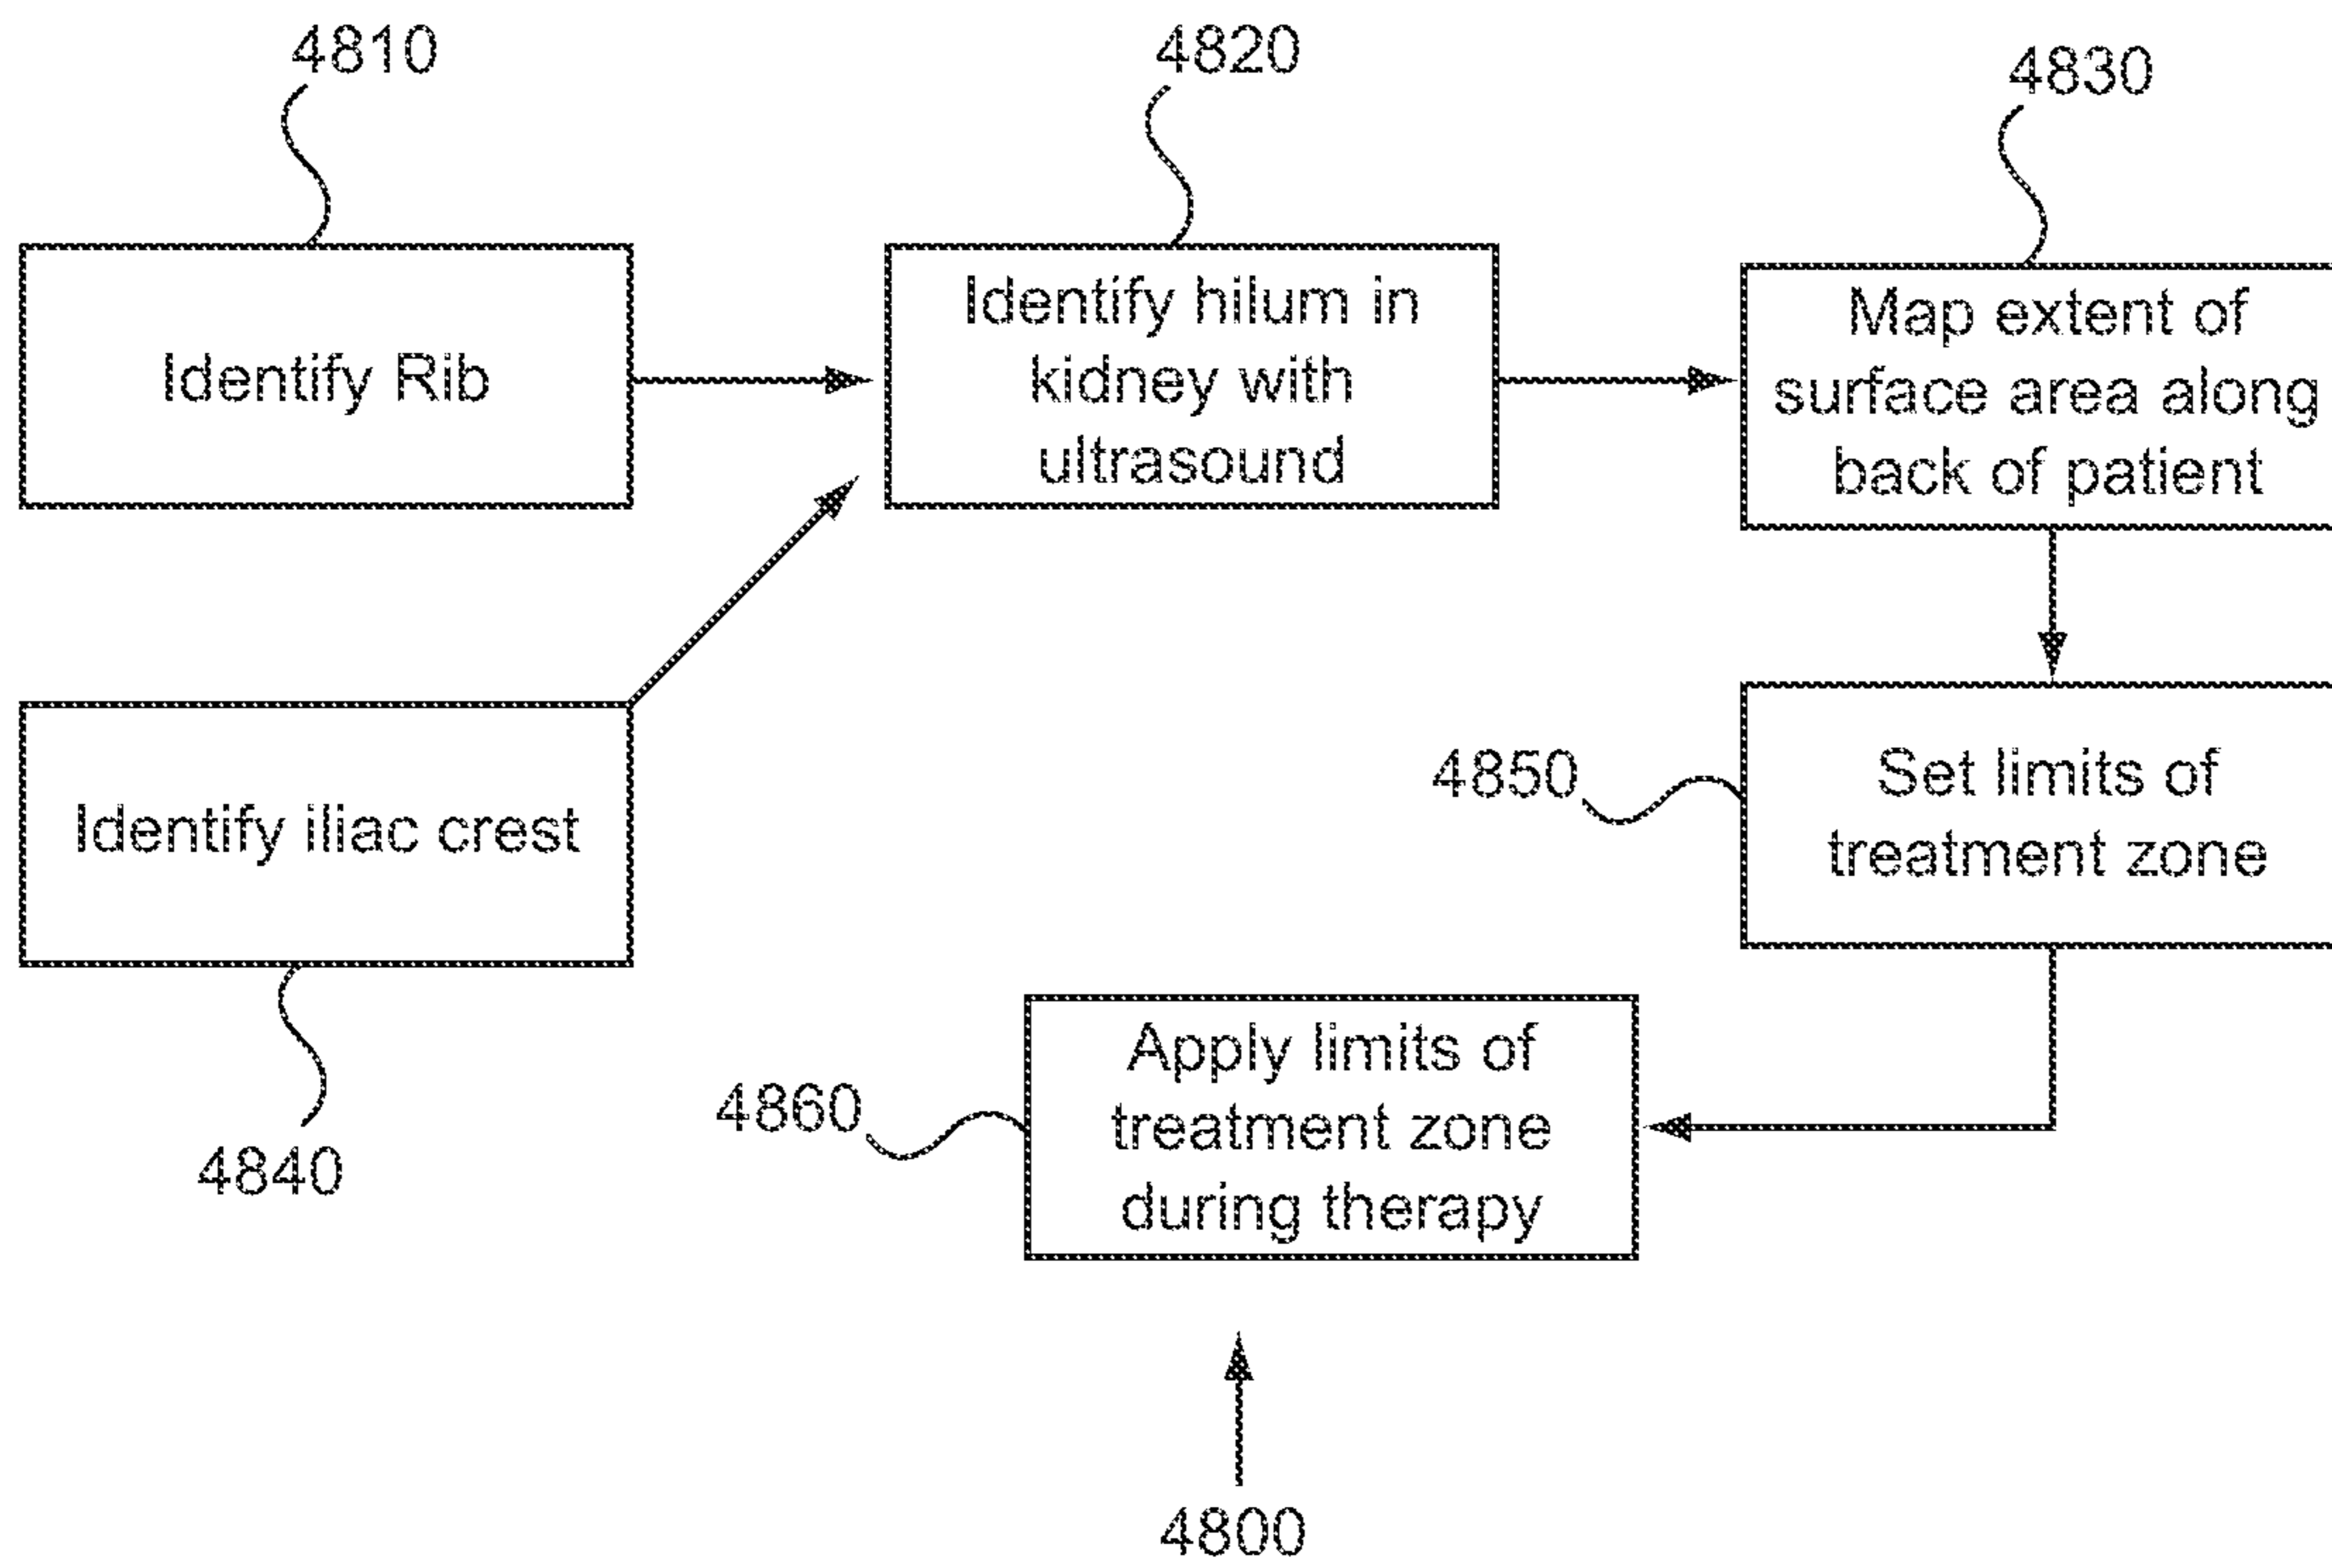 4810
4820
4830
Identify Rib
Identify hilum in
kidney with
ultrasound
Map extent of
surface area along
back of patient
Identify iliac crest
4840
4850
Set limits of
treatment zone
4860
Apply limits of
treatment zone
during therapy
4800